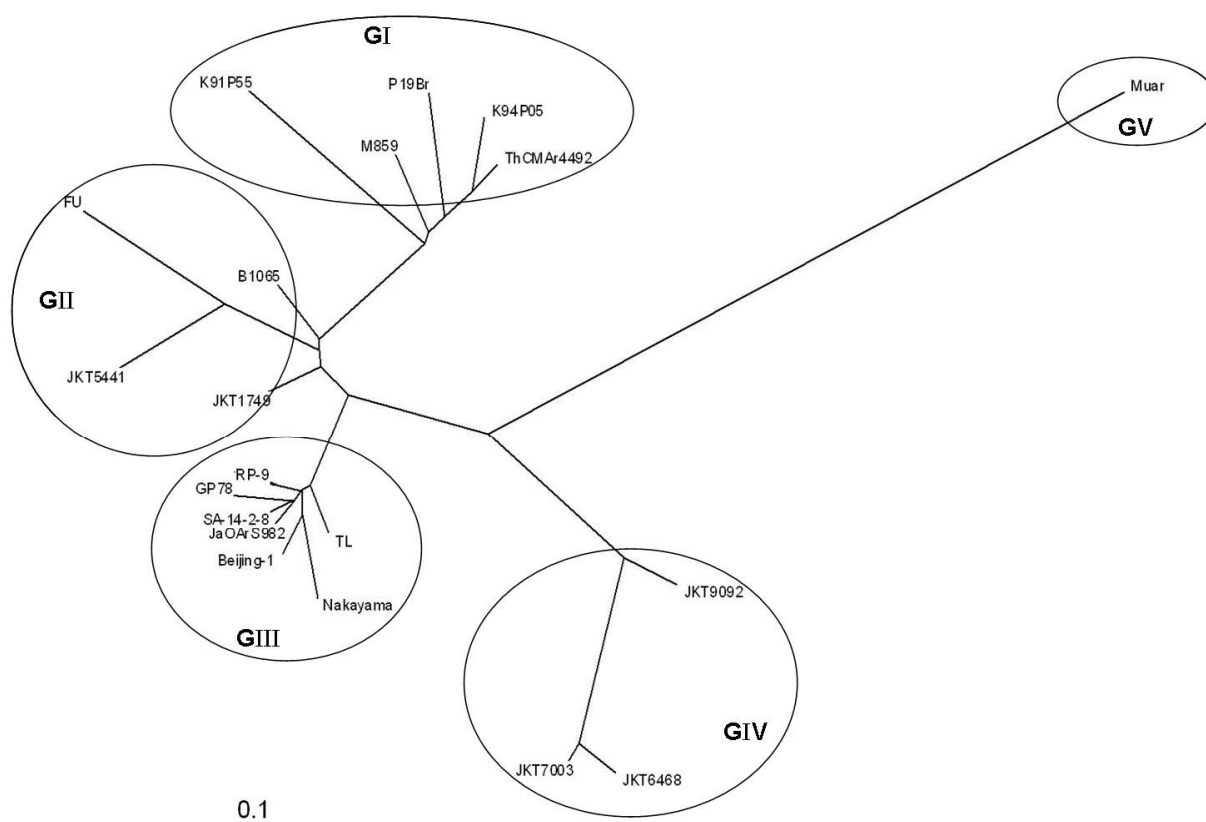 GI
K91P55
P19Br
K94P05
M859
ThCMAr4492
Muar
GV
FU
B1065
GII
JKT5441
JKT1749
RP-9
GP78
SA-14-2-8
JaOArS982
TL
Beijing-1
Nakayama
GIII
JKT9092
GIV
JKT7003
JKT6468
0.1